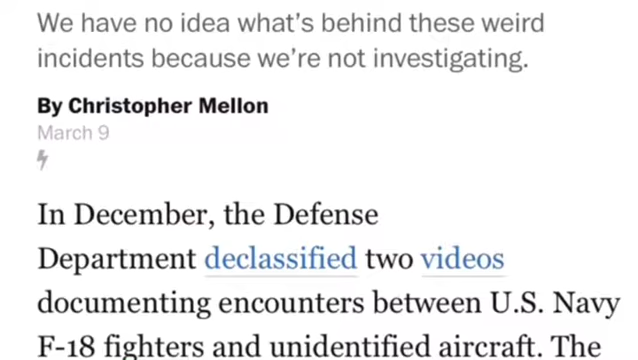 We have no idea what’s behind these weird
incidents because we’re not investigating.
By Christopher Mellon
March 9
In December, the Defense
Department declassified two videos
documenting encounters between U.S. Navy
F-18 fighters and unidentified aircraft. The